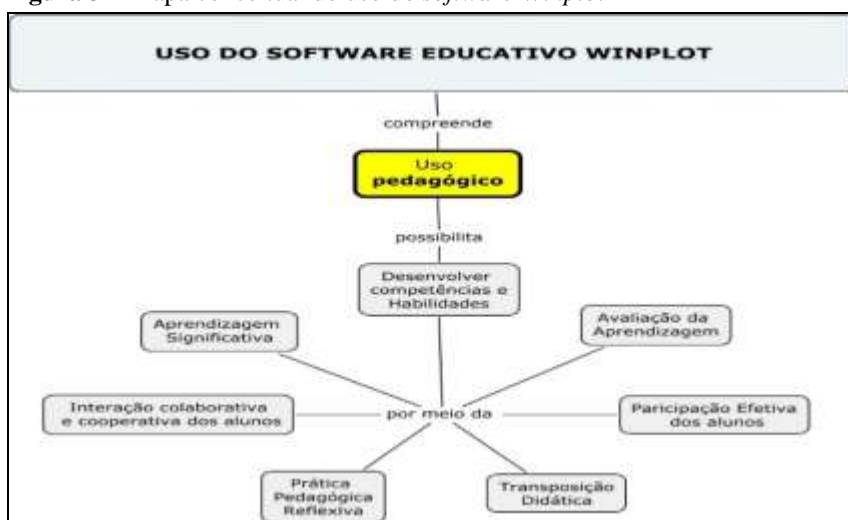 USO DO SOFTWARE EDUCATIVO WINPLOT
compreende
Uso
pedagógico
possibilita
Desenvolver
competências e
Habilidades
Aprendizagem
Significativa
Avaliação da
Aprendizagem
Interação colaborativa
e cooperativa dos alunos
por meio da
Paricipação Efetiva
dos alunos
Prática
Pedagógica
Reflexiva
Transposição
Didática